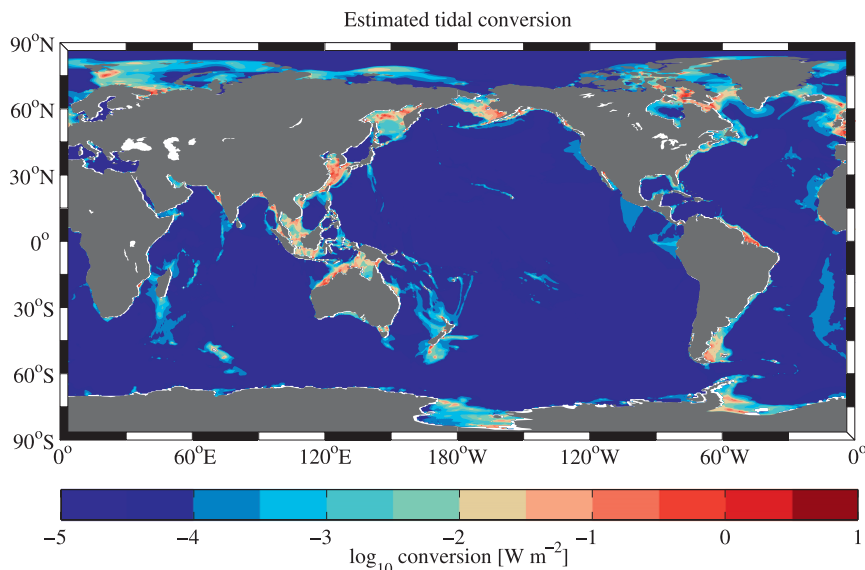 Estimated tidal conversion
90°N
60°N
30°N
0°
30°S
60°S
90°S
0° 60°E 120°E 180°W 120°W 60°W 0°
−5 −4 −3 −2 −1 0 1
log₁₀ conversion [W m⁻²]